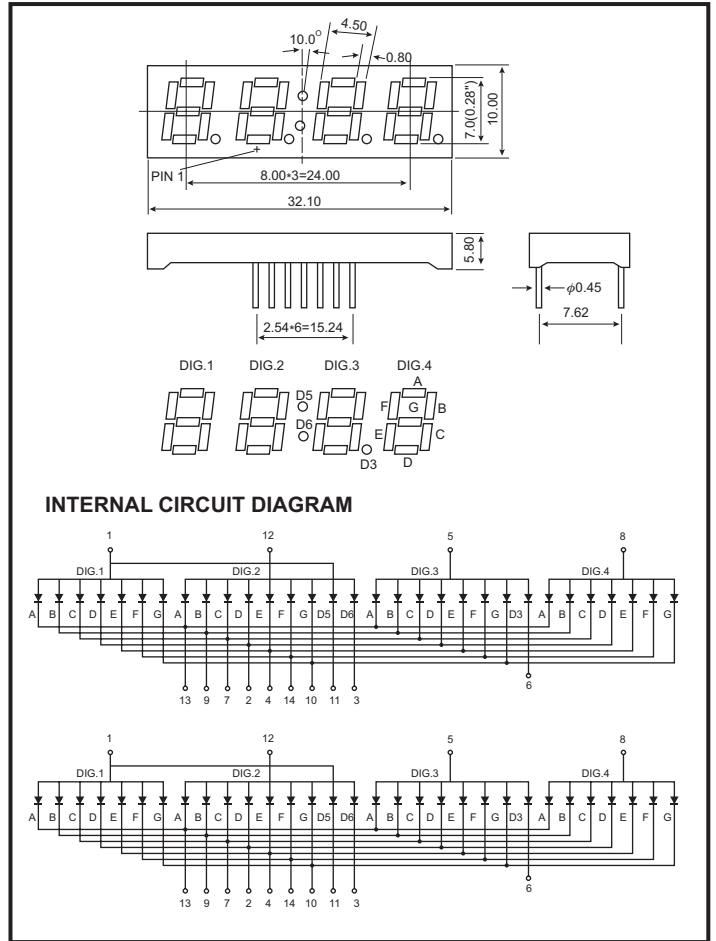 10.0° 4.50
0.80
7.0(0.28")
10.00
+
PIN 1
8.00*3=24.00
32.10
5.80
2.54*6=15.24
φ0.45
7.62
DIG.1 DIG.2 DIG.3 DIG.4
A
D5 F G B
D6 E C
D3 D
INTERNAL CIRCUIT DIAGRAM
1 12 5 8
DIG.1 DIG.2 DIG.3 DIG.4
A B C D E F G A B C D E F G D5 D6 A B C D E F G D3 A B C D E F G
6
13 9 7 2 4 14 10 11 3
1 12 5 8
DIG.1 DIG.2 DIG.3 DIG.4
A B C D E F G A B C D E F G D5 D6 A B C D E F G D3 A B C D E F G
6
13 9 7 2 4 14 10 11 3